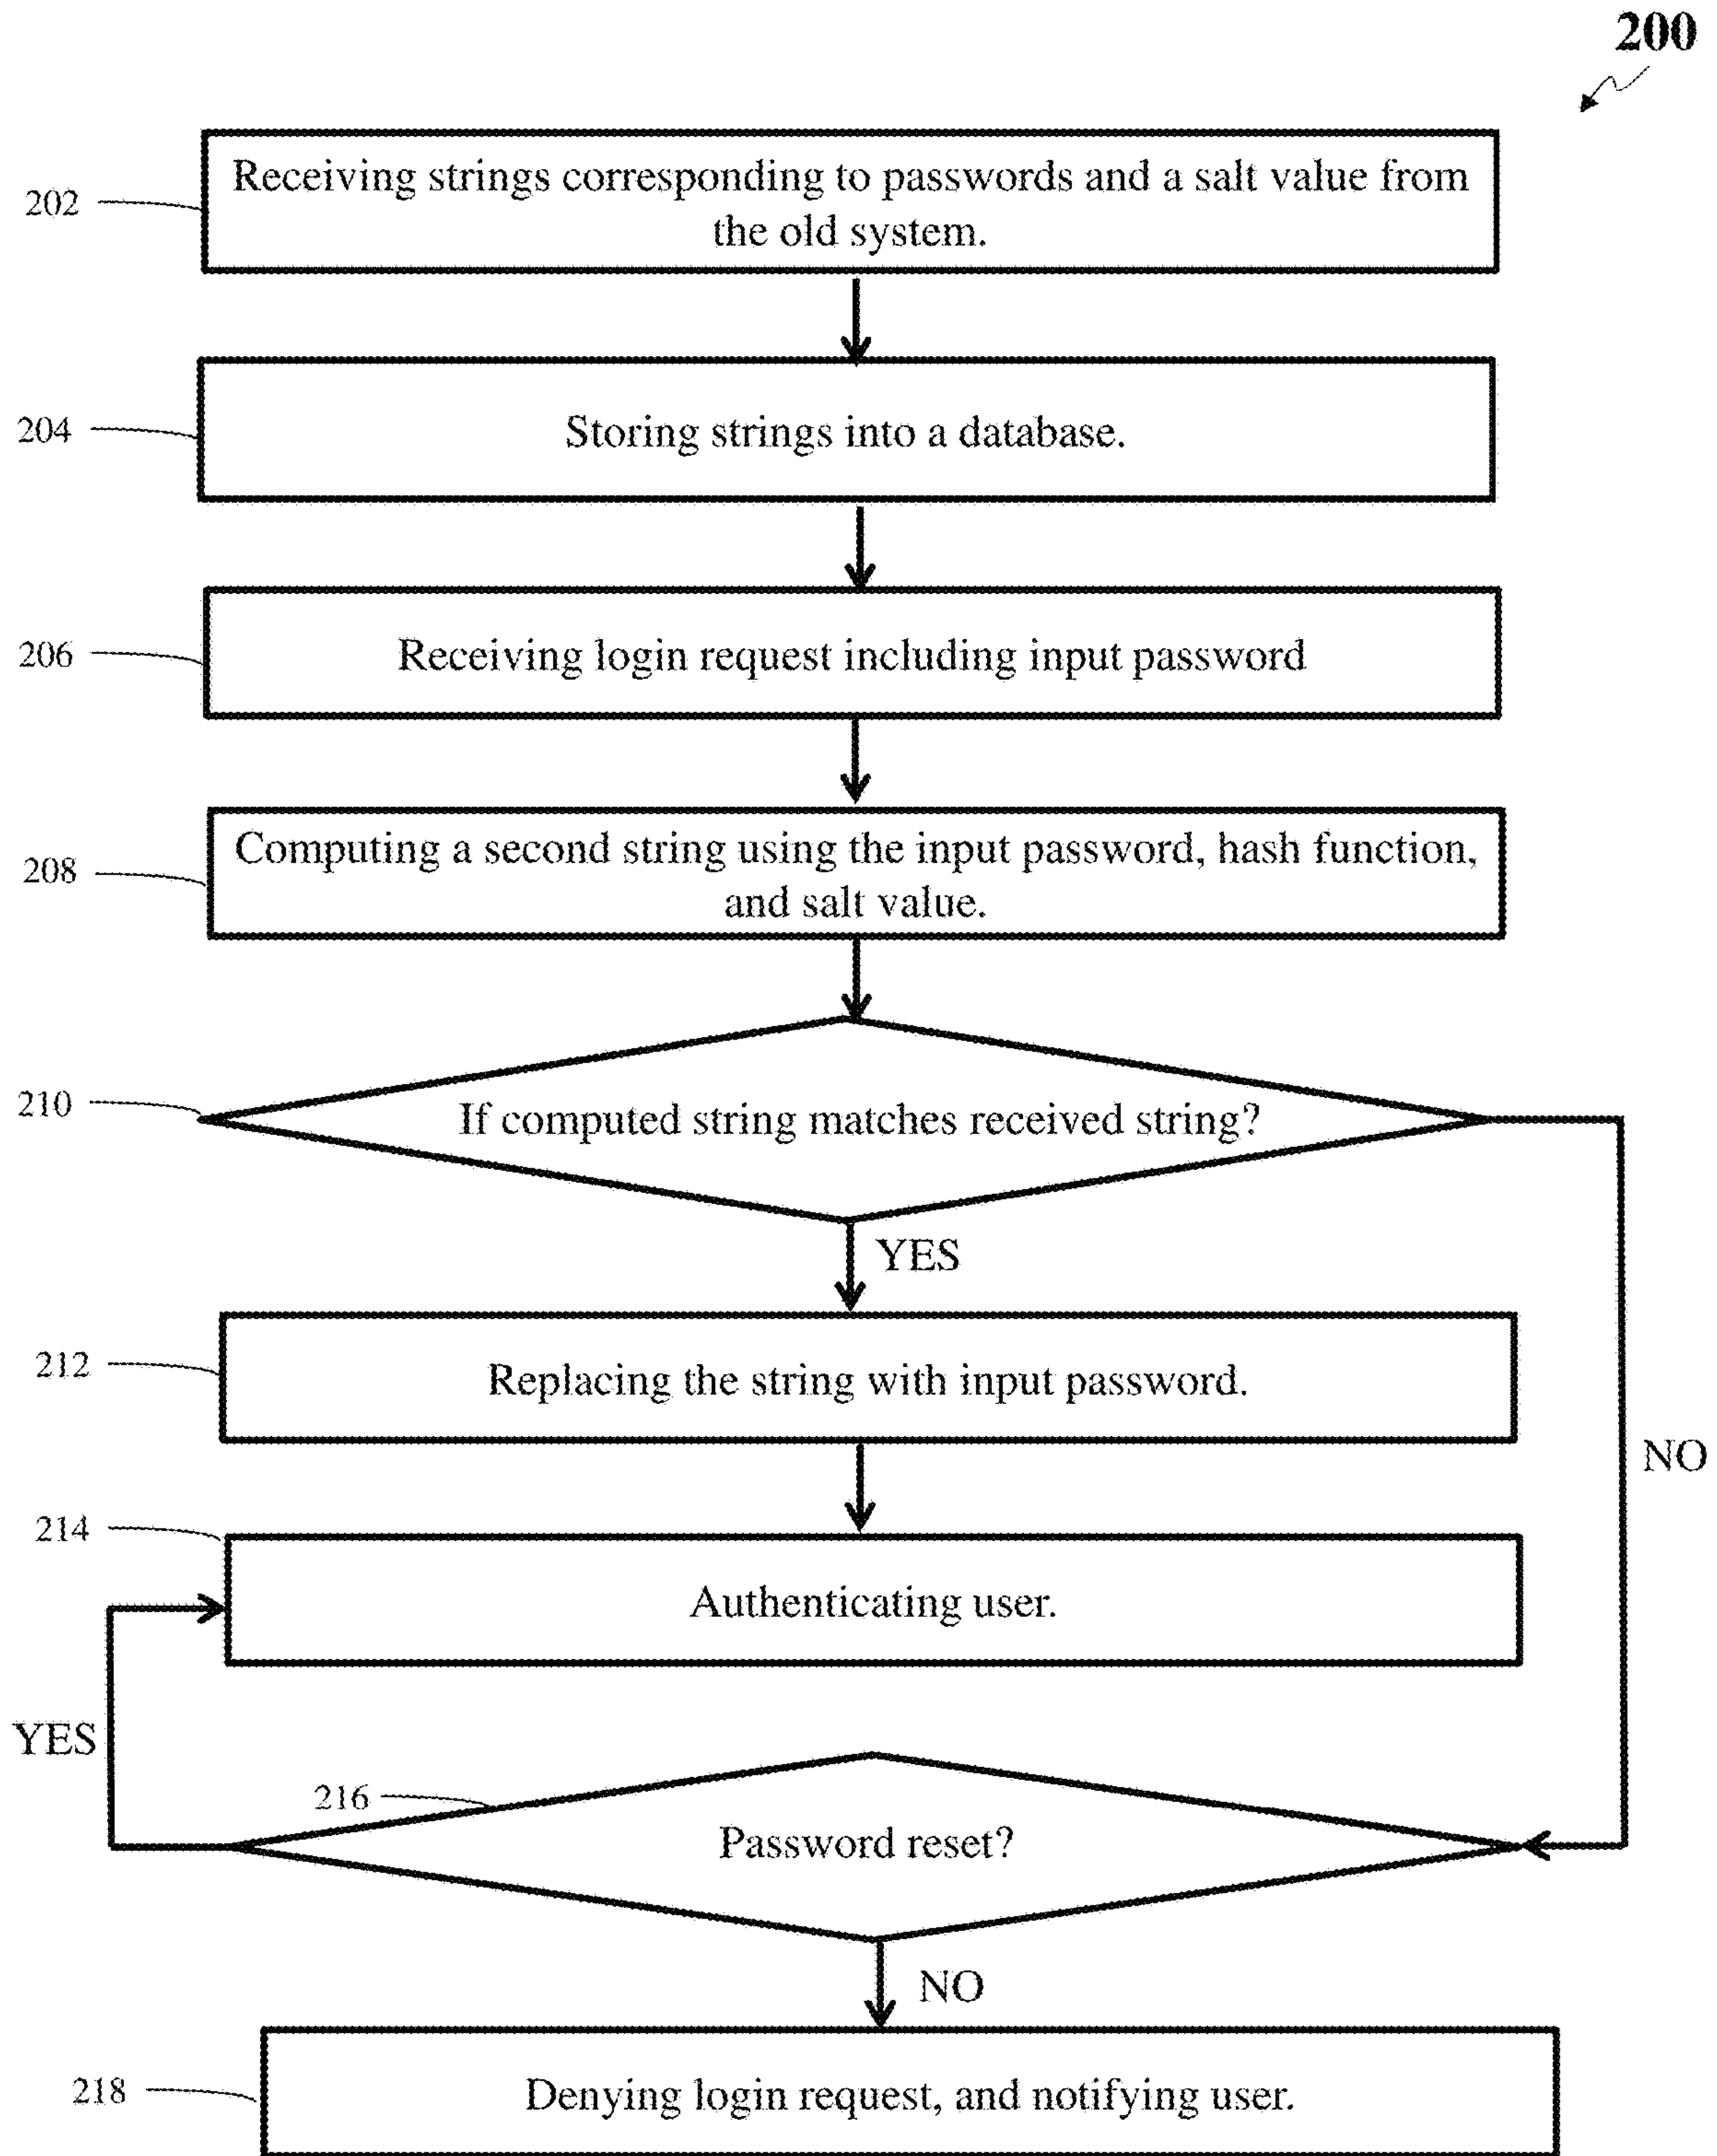 200
202
Receiving strings corresponding to passwords and a salt value from
the old system.
204
Storing strings into a database.
206
Receiving login request including input password
208
Computing a second string using the input password, hash function,
and salt value.
210
If computed string matches received string?
YES
212
Replacing the string with input password.
NO
214
Authenticating user.
YES
216
Password reset?
NO
218
Denying login request, and notifying user.